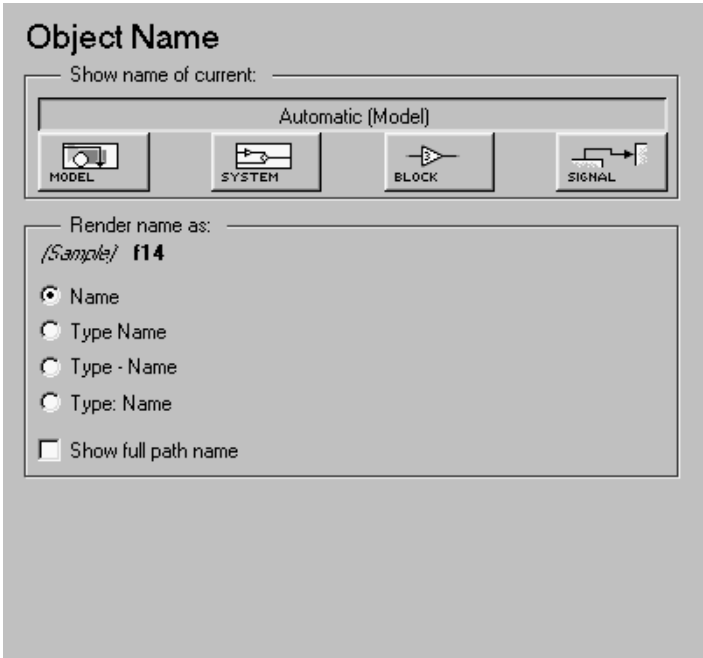 Object Name
Show name of current:
Automatic (Model)
MODEL SYSTEM BLOCK SIGNAL
Render name as:
(Sample) f14
Name
Type Name
Type - Name
Type: Name
Show full path name